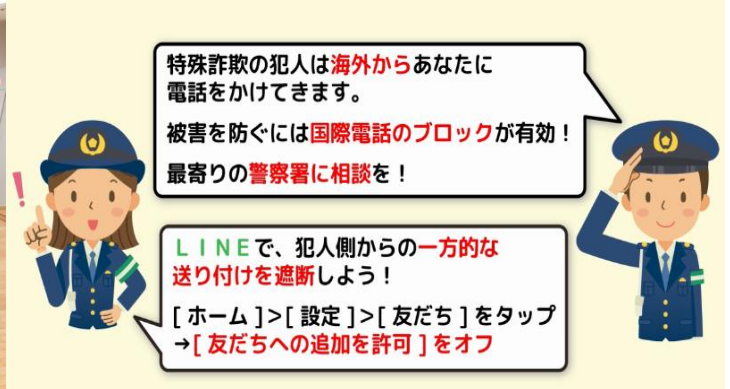 特殊詐欺の犯人は海外からあなたに
電話をかけてきます。
被害を防ぐには国際電話のブロックが有効！
最寄りの警察署に相談を！
ＬＩＮＥで、犯人側からの一方的な
送り付けを遮断しよう！
[ ホーム ]>[ 設定 ]>[ 友だち ]をタップ
→[ 友だちへの追加を許可 ]をオフ